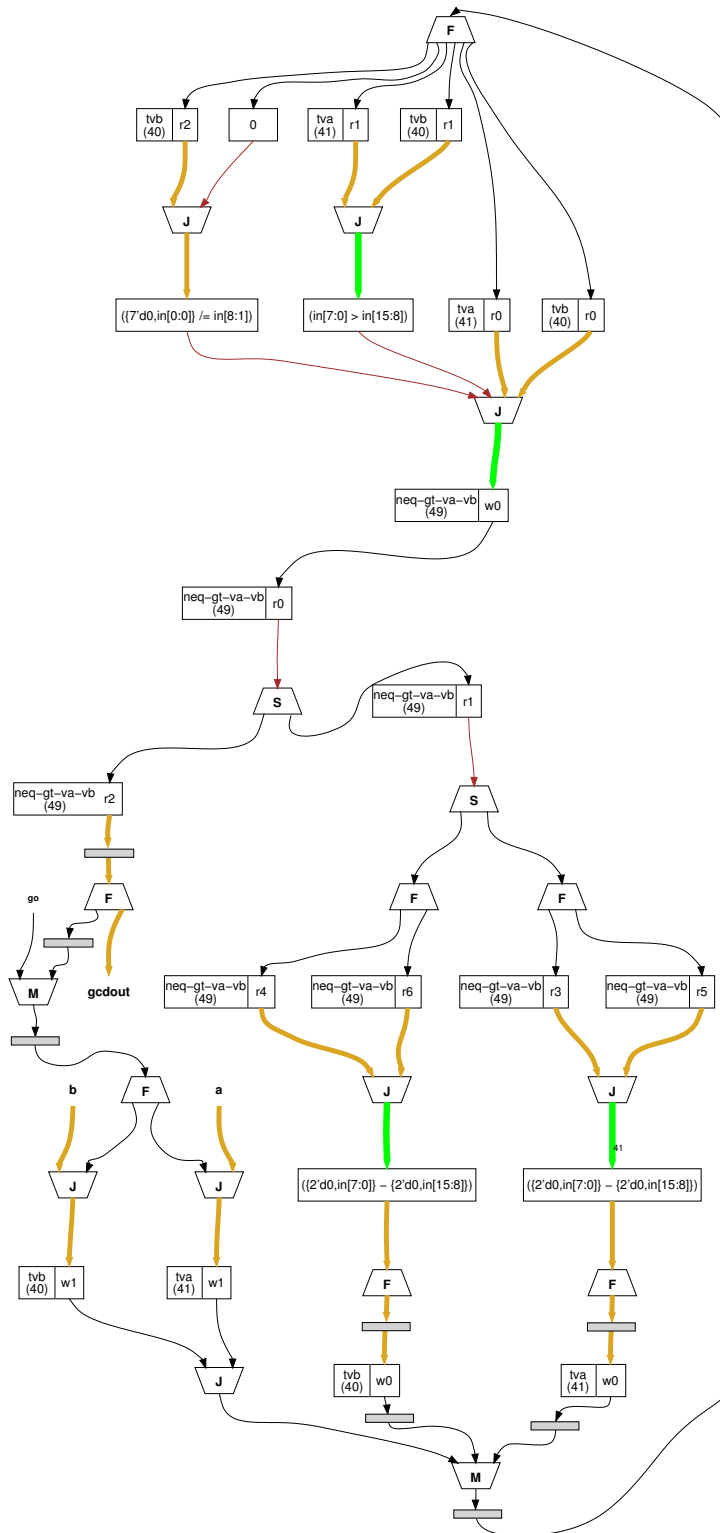 F
tvb
(40)
r2
0
tva
(41)
r1
tvb
(40)
r1
J
J
({7'd0,in[0:0]} /= in[8:1])
(in[7:0] > in[15:8])
tva
(41)
r0
tvb
(40)
r0
J
neq−gt−va−vb
(49)
w0
neq−gt−va−vb
(49)
r0
S
neq−gt−va−vb
(49)
r1
neq−gt−va−vb
(49)
r2
S
go
F
F
F
M
gcdout
neq−gt−va−vb
(49)
r4
neq−gt−va−vb
(49)
r6
neq−gt−va−vb
(49)
r3
neq−gt−va−vb
(49)
r5
b
F
a
J
J
41
J
J
({2'd0,in[7:0]} − {2'd0,in[15:8]})
({2'd0,in[7:0]} − {2'd0,in[15:8]})
tvb
(40)
w1
tva
(41)
w1
F
F
J
tvb
(40)
w0
tva
(41)
w0
M